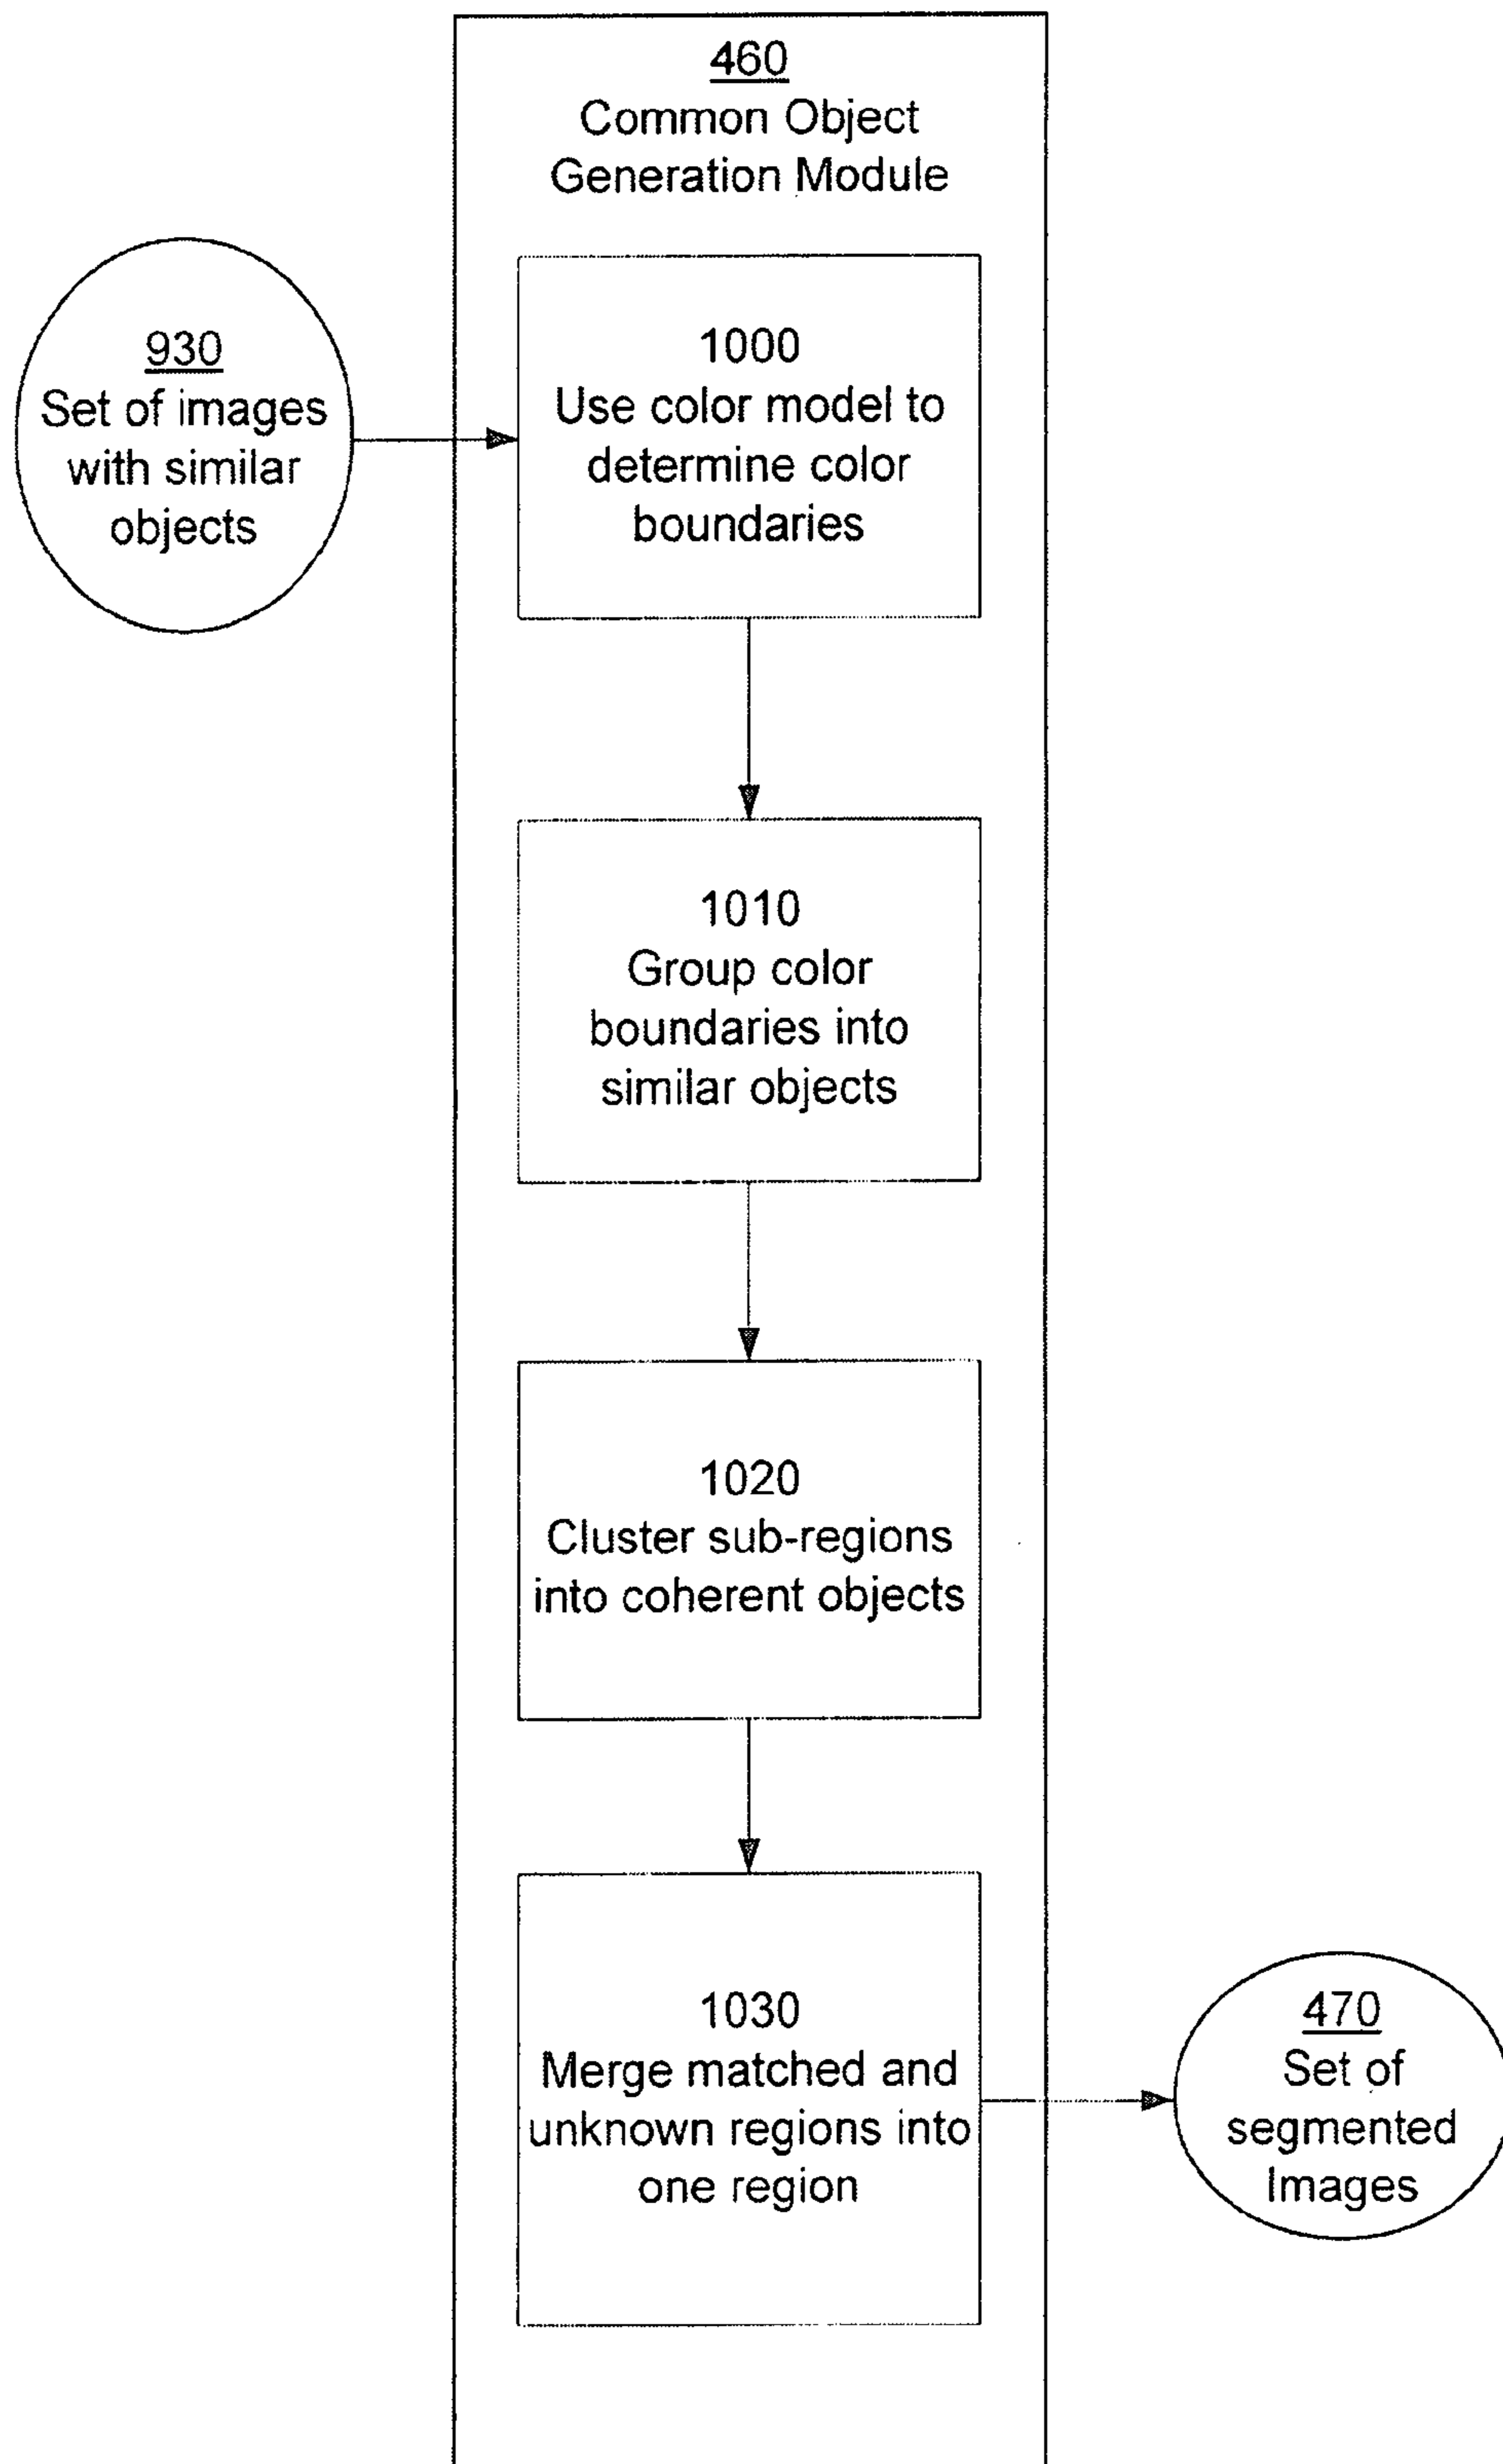 460
Common Object
Generation Module
930
Set of images
with similar
objects
1000
Use color model to
determine color
boundaries
1010
Group color
boundaries into
similar objects
1020
Cluster sub-regions
into coherent objects
1030
Merge matched and
unknown regions into
one region
470
Set of
segmented
Images